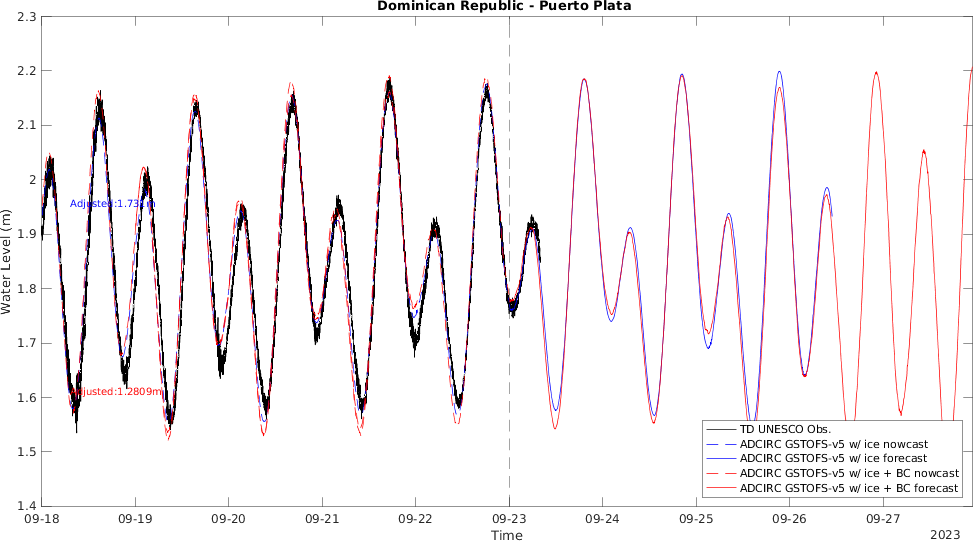 Dominican Republic - Puerto Plata
2.3
2.2
2.1
2
1.9
1.8
1.7
1.6
1.5
1.4
Water Level (m)
Adjusted:1.2809m
TD UNESCO Obs.
ADCIRC GSTOFS-v5 w/ ice nowcast
ADCIRC GSTOFS-v5 w/ ice forecast
ADCIRC GSTOFS-v5 w/ ice + BC nowcast
ADCIRC GSTOFS-v5 w/ ice + BC forecast
09-18 09-19 09-20 09-21 09-22 09-23 09-24 09-25 09-26 09-27
Time
2023